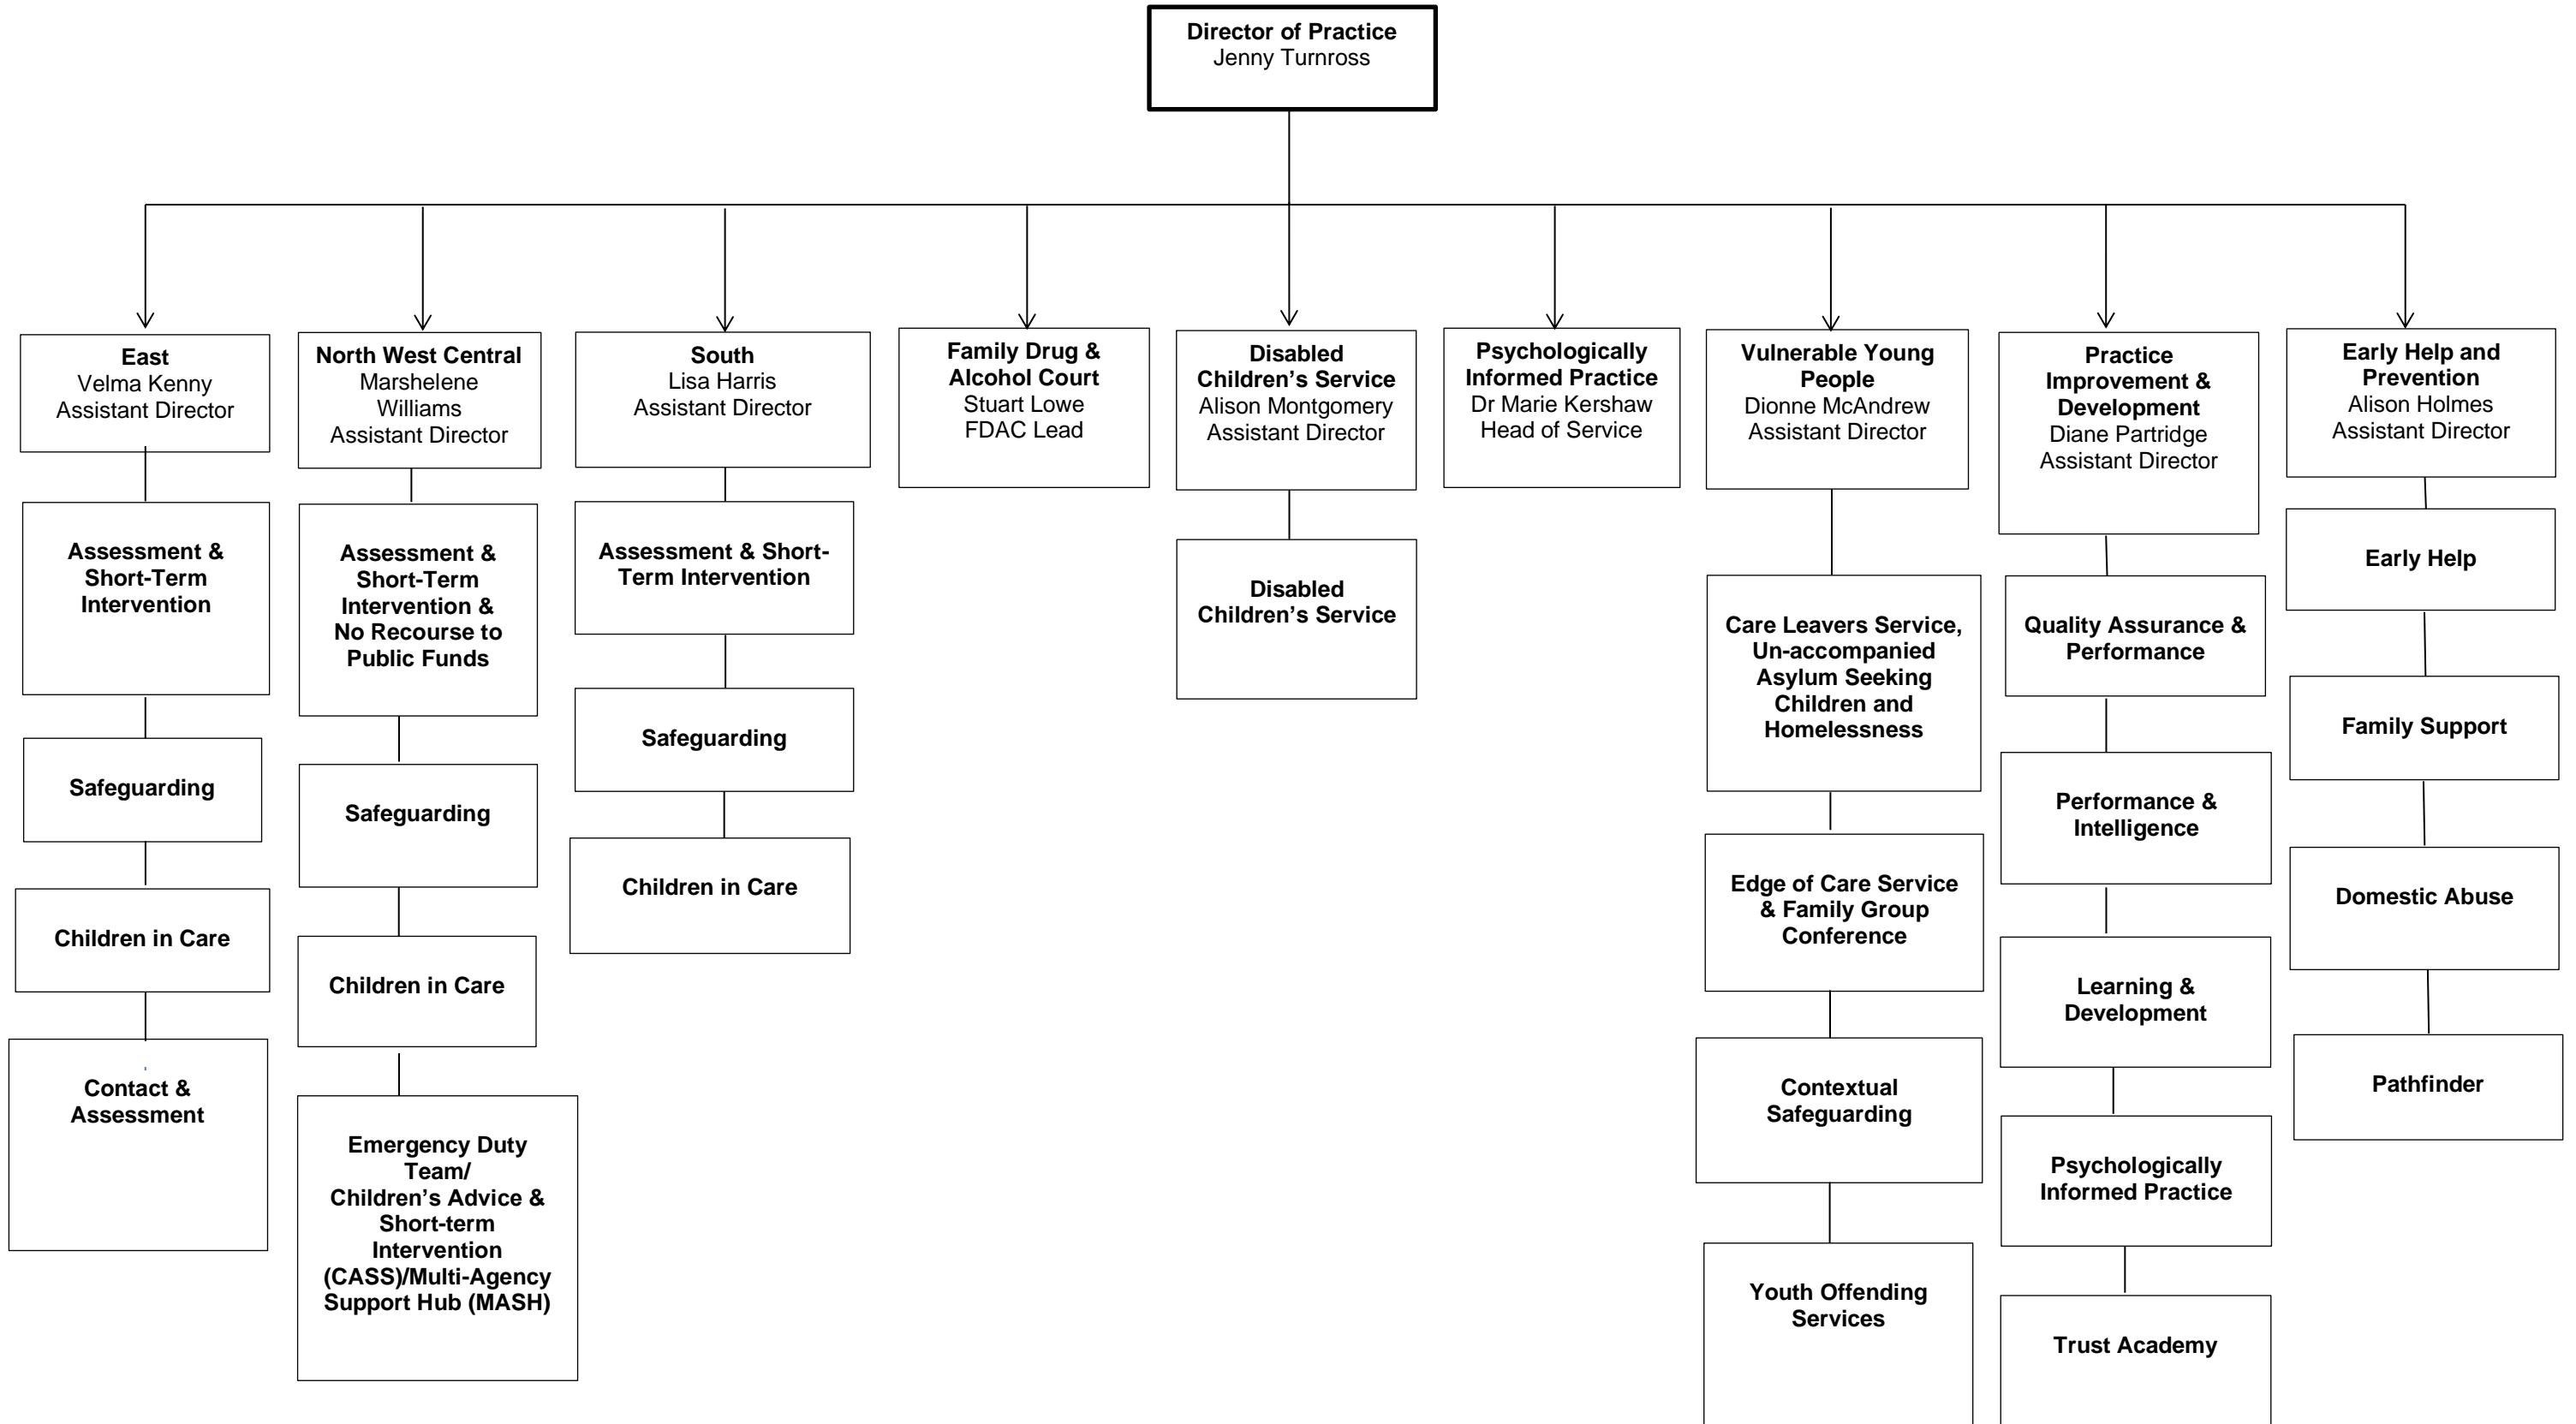 Director of Practice
Jenny Turnross
East
Velma Kenny
Assistant Director
North West Central
Marshelene
Williams
Assistant Director
South
Lisa Harris
Assistant Director
Family Drug &
Alcohol Court
Stuart Lowe
FDAC Lead
Disabled
Children’s Service
Alison Montgomery
Assistant Director
Psychologically
Informed Practice
Dr Marie Kershaw
Head of Service
Vulnerable Young
People
Dionne McAndrew
Assistant Director
Practice
Improvement &
Development
Diane Partridge
Assistant Director
Early Help and
Prevention
Alison Holmes
Assistant Director
Assessment &
Short-Term
Intervention
Safeguarding
Children in Care
Contact &
Assessment
Assessment &
Short-Term
Intervention &
No Recourse to
Public Funds
Safeguarding
Children in Care
Emergency Duty
Team/
Children’s Advice &
Short-term
Intervention
(CASS)/Multi-Agency
Support Hub (MASH)
Assessment & Short-
Term Intervention
Safeguarding
Children in Care
Disabled
Children’s Service
Care Leavers Service,
Un-accompanied
Asylum Seeking
Children and
Homelessness
Edge of Care Service
& Family Group
Conference
Contextual
Safeguarding
Youth Offending
Services
Quality Assurance &
Performance
Performance &
Intelligence
Learning &
Development
Psychologically
Informed Practice
Trust Academy
Early Help
Family Support
Domestic Abuse
Pathfinder